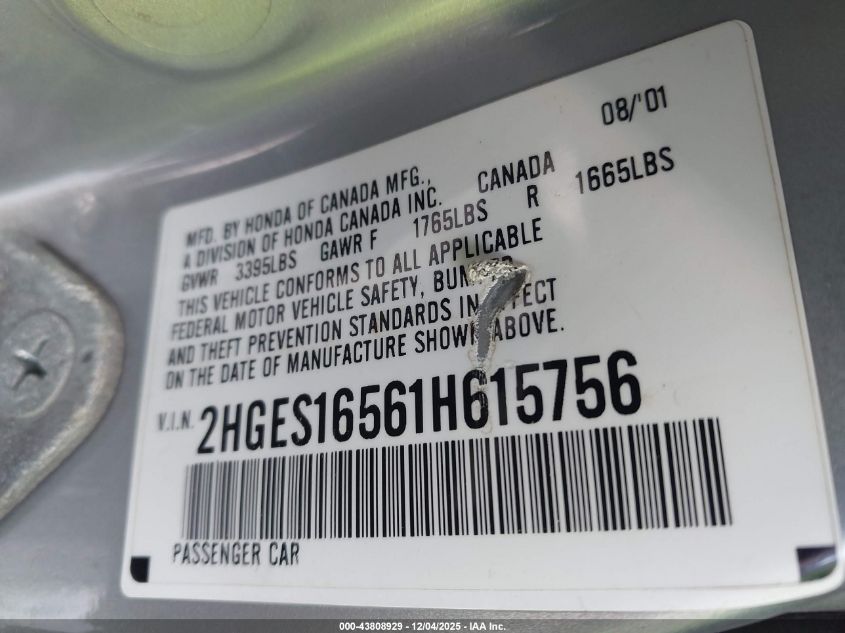 08/'01
MFD. BY HONDA OF CANADA MFG.,
A DIVISION OF HONDA CANADA INC. CANADA
GVWR 3395LBS GAWR F 1765LBS R 1665LBS
THIS VEHICLE CONFORMS TO ALL APPLICABLE
FEDERAL MOTOR VEHICLE SAFETY,
AND THEFT PREVENTION STANDARDS IN
ON THE DATE OF MANUFACTURE SHOWN ABOVE.
V.I.N. 2HGES16561H615756
PASSENGER CAR
000-43808929 - 12/04/2025 - IAA Inc.